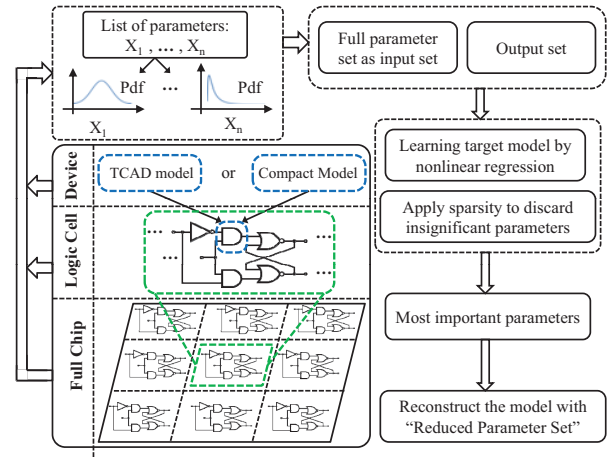 List of parameters:
X1 , ... , Xn
Pdf
...
Pdf
X1
Xn
Full parameter
set as input set
Output set
Learning target model by
nonlinear regression
Apply sparsity to discard
insignificant parameters
Most important parameters
Reconstruct the model with
“Reduced Parameter Set”
Device
TCAD model
or
Compact Model
Logic Cell
...
...
...
...
...
Full Chip